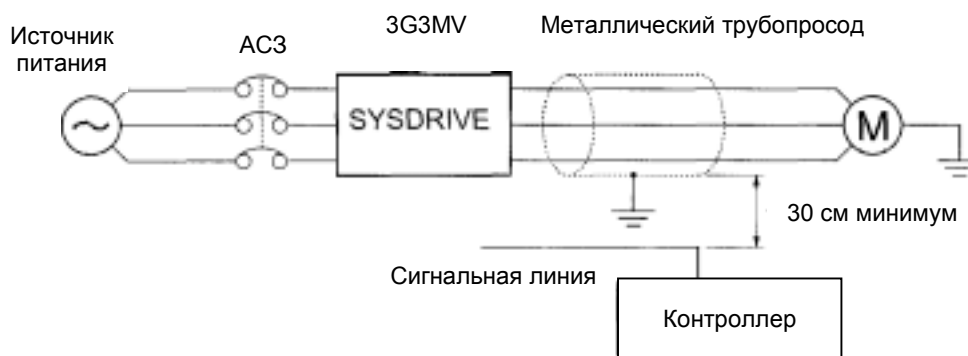 Источник
питания
АСЗ
3G3MV
Металлический трубопросод
SYSDRIVE
M
30 см минимум
Сигнальная линия
Контроллер